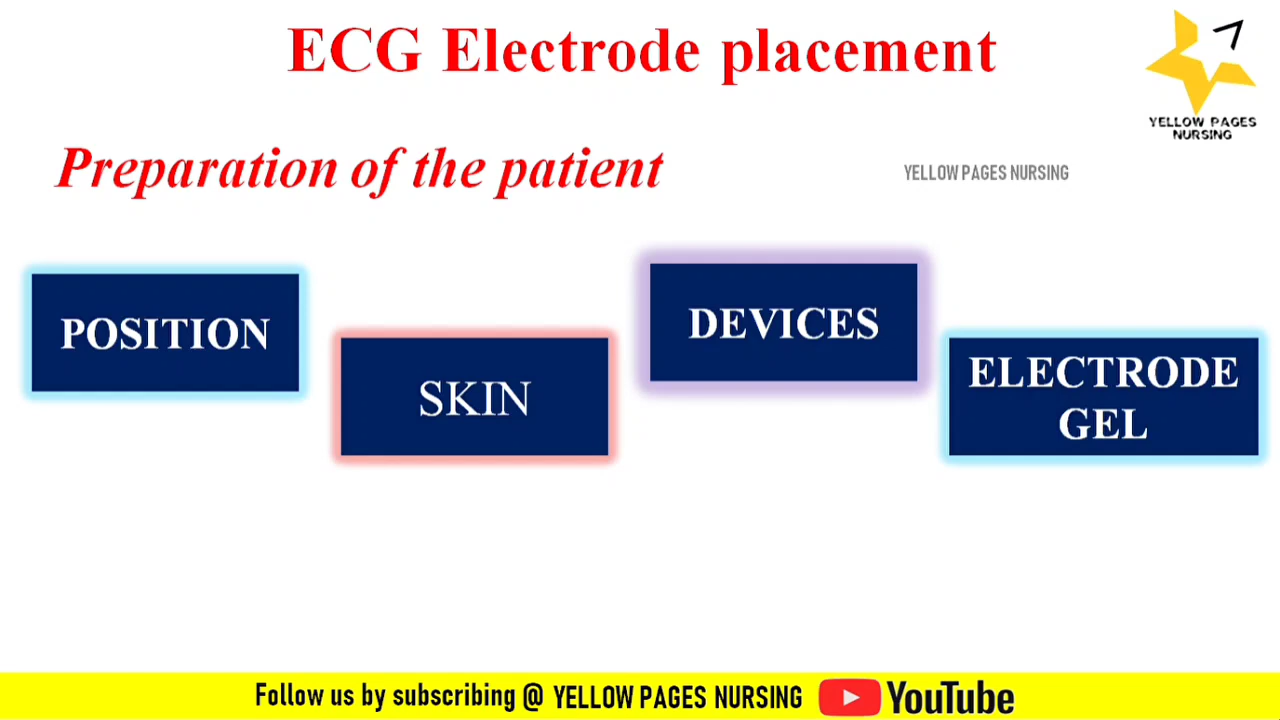 ECG Electrode placement
YELLOW PAGES
NURSING
Preparation of the patient
YELLOW PAGES NURSING
POSITION
SKIN
DEVICES
ELECTRODE
GEL
Follow us by subscribing @ YELLOW PAGES NURSING YouTube